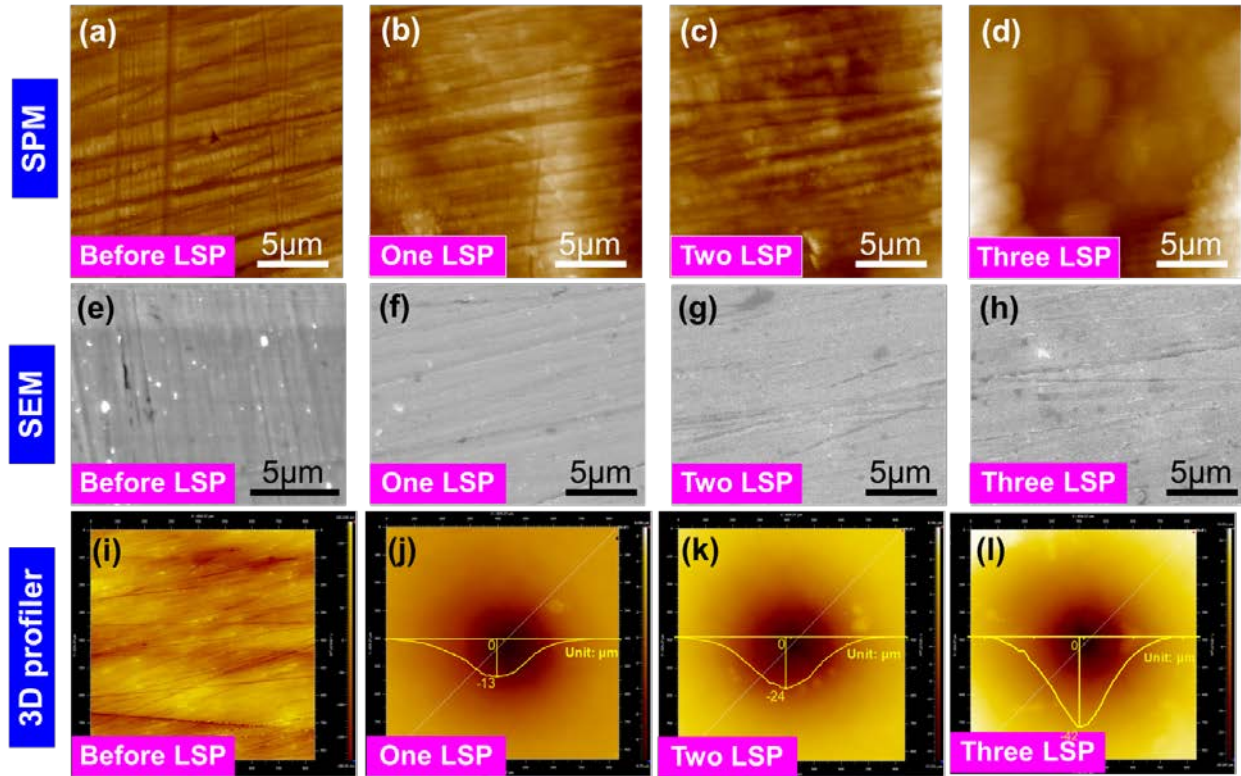 SPM
(a)
Before LSP
5μm
(b)
One LSP
5μm
(c)
Two LSP
5μm
(d)
Three LSP
5μm
SEM
(e)
Before LSP
5μm
(f)
One LSP
5μm
(g)
Two LSP
5μm
(h)
Three LSP
5μm
3D profiler
(i)
Before LSP
(j)
0
Unit: μm
-13
One LSP
(k)
0
Unit: μm
-24
Two LSP
(l)
0
Unit: μm
-42
Three LSP